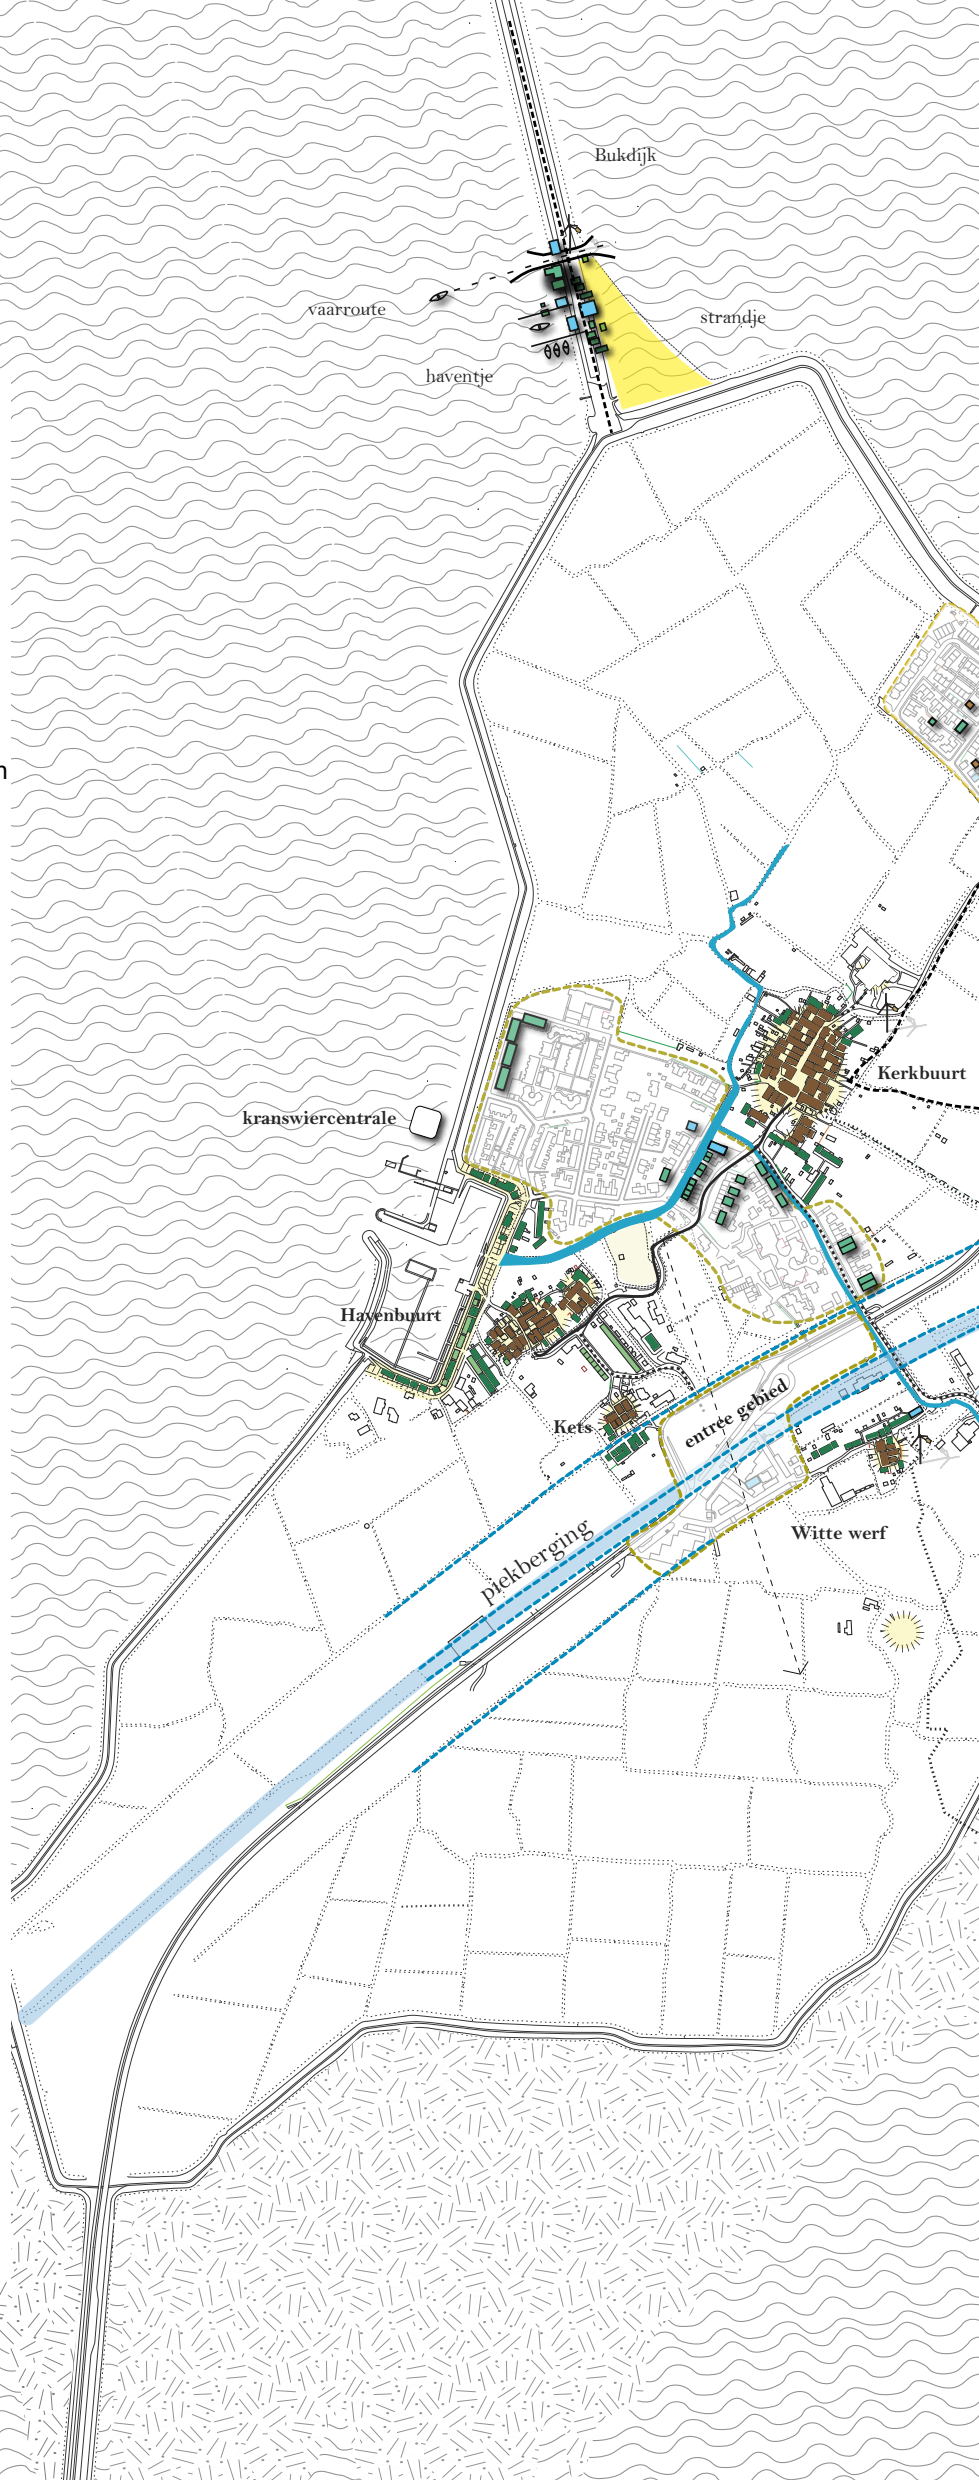 Bukdijk
vaarroute
strandje
haventje
n
Kerkbuurt
kranswiercentrale
Havenbuurt
entree gebied
Kets
Witte werf
piekberging